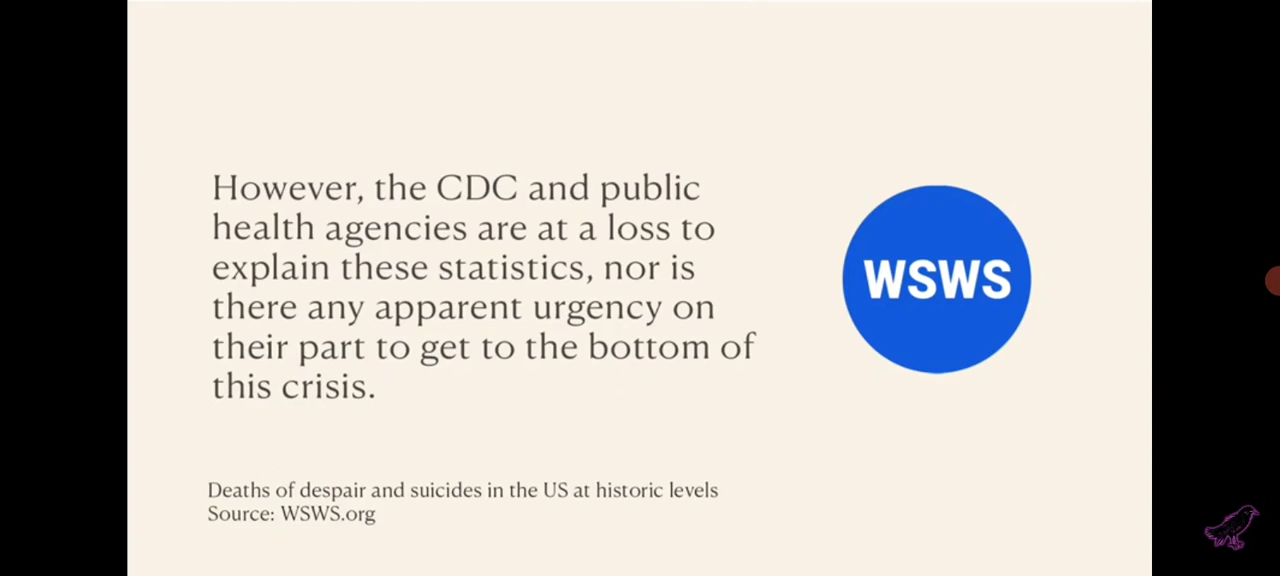 However, the CDC and public
health agencies are at a loss to
explain these statistics, nor is
there any apparent urgency on
their part to get to the bottom of
this crisis.
WSWS
Deaths of despair and suicides in the US at historic levels
Source: WSWS.org